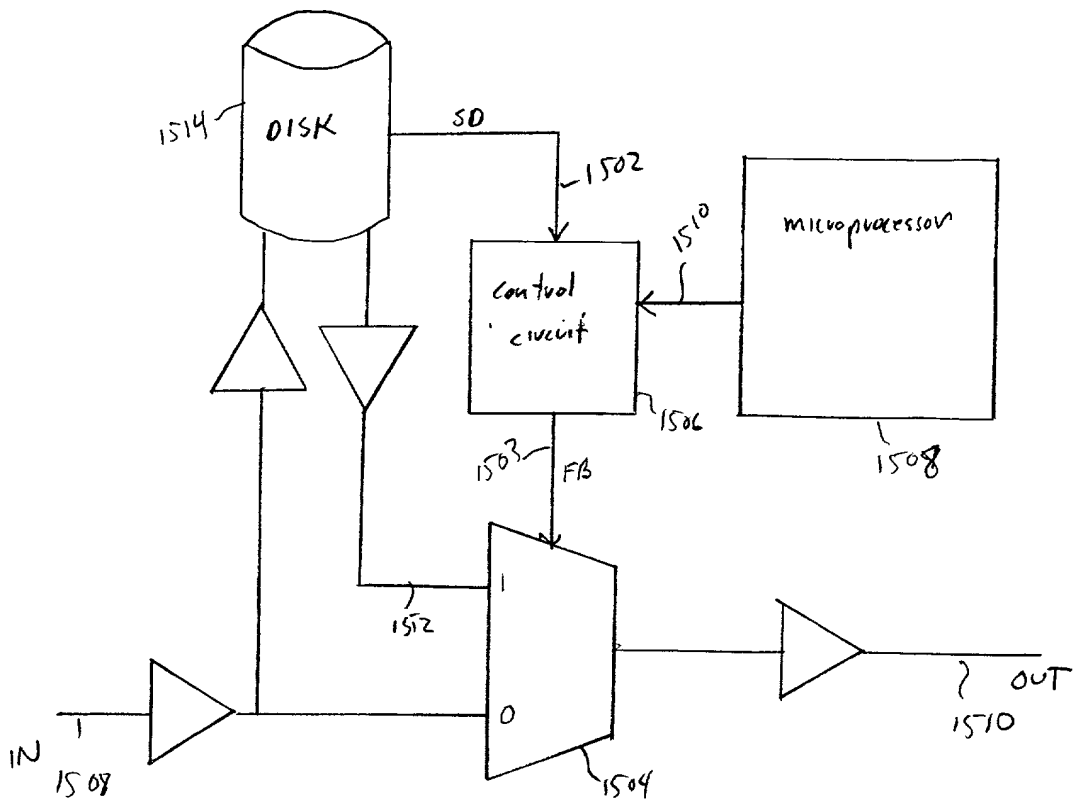 1514
DISK
SD
1502
1510
microprocessor
control
circuit
1506
1508
1503
FB
1
1512
0
IN
1508
1504
OUT
1510